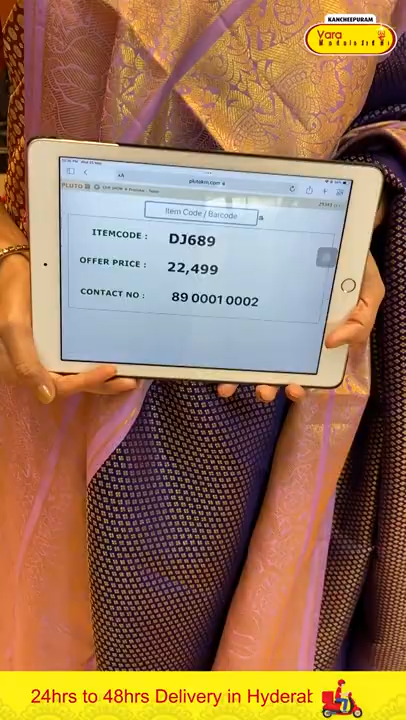 KANCHEEPURAM
Vara
Item Code / Barcode
ITEMCODE : DJ689
OFFER PRICE : 22,499
CONTACT NO : 89 0001 0002
24hrs to 48hrs Delivery in Hyderab